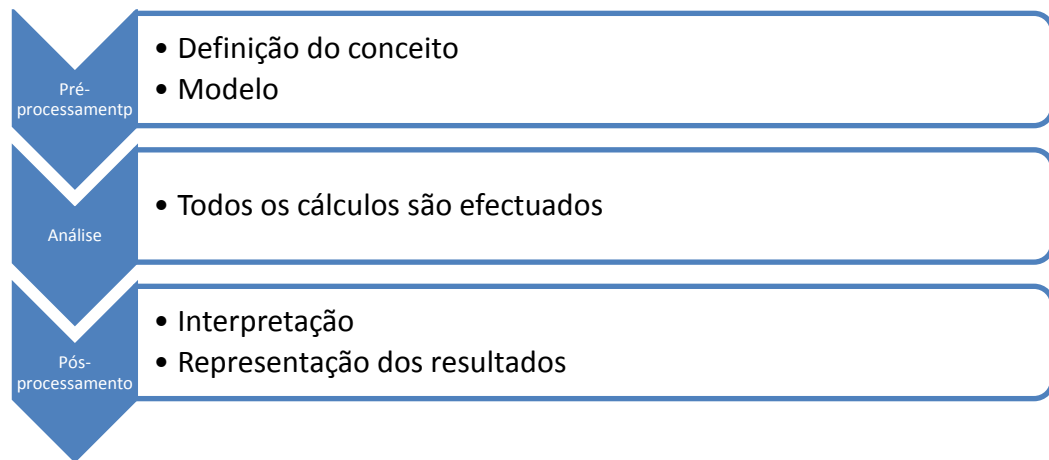 Pré-
processamentp
• Definição do conceito
• Modelo
Análise
• Todos os cálculos são efectuados
Pós-
processamento
• Interpretação
• Representação dos resultados